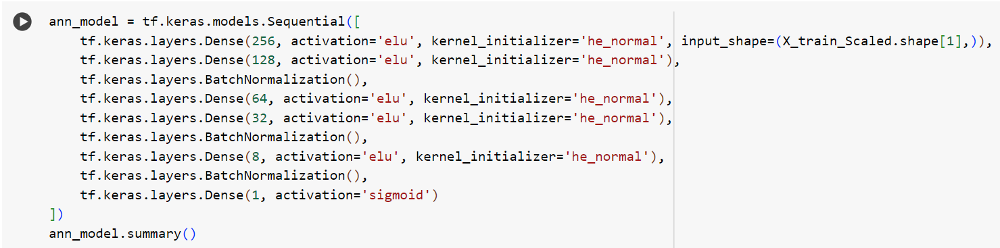 ann_model = tf.keras.models.Sequential([
    tf.keras.layers.Dense(256, activation='elu', kernel_initializer='he_normal', input_shape=(X_train_Scaled.shape[1],)),
    tf.keras.layers.Dense(128, activation='elu', kernel_initializer='he_normal'),
    tf.keras.layers.BatchNormalization(),
    tf.keras.layers.Dense(64, activation='elu', kernel_initializer='he_normal'),
    tf.keras.layers.Dense(32, activation='elu', kernel_initializer='he_normal'),
    tf.keras.layers.BatchNormalization(),
    tf.keras.layers.Dense(8, activation='elu', kernel_initializer='he_normal'),
    tf.keras.layers.BatchNormalization(),
    tf.keras.layers.Dense(1, activation='sigmoid')
])
ann_model.summary()